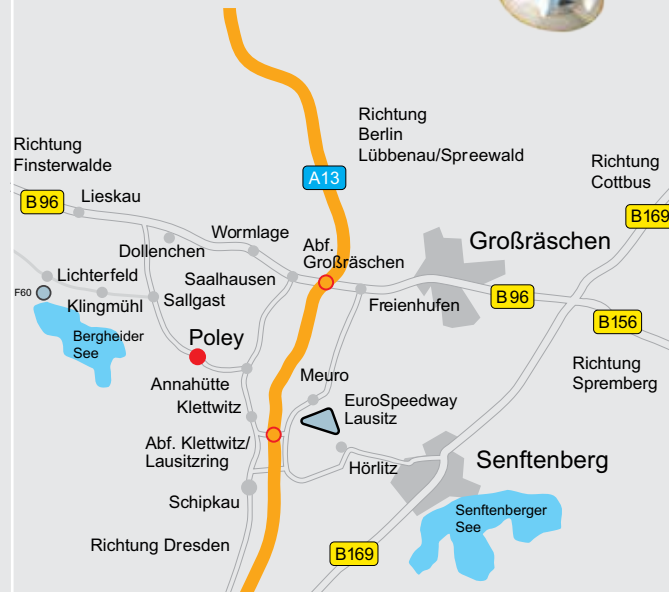 Richtung
Berlin
Lübbenau/Spreewald
Richtung
Finsterwalde
Richtung
Cottbus
A13
B 96
Lieskau
B169
Wormlage
Dollenchen
Abf.
Großräschen
Großräschen
Lichterfeld
Saalhausen
F60
Klingmühl
Sallgast
Freienhufen
B 96
B156
Bergheider
See
Poley
Richtung
Spremberg
Annahütte
Meuro
Klettwitz
EuroSpeedway
Lausitz
Abf. Klettwitz/
Lausitzring
Hörlitz
Senftenberg
Schipkau
Senftenberger
See
Richtung Dresden
B169